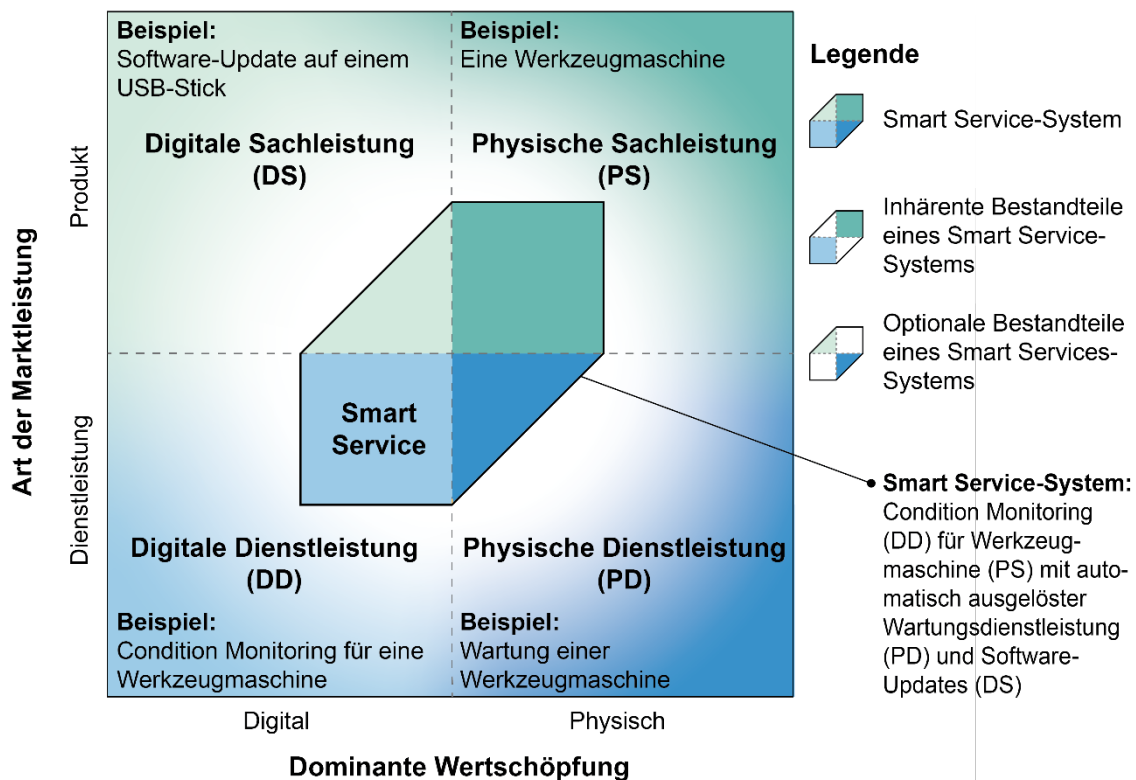 Beispiel:
Software-Update auf einem
USB-Stick
Beispiel:
Eine Werkzeugmaschine
Digitale Sachleistung
(DS)
Physische Sachleistung
(PS)
Smart
Service
Digitale Dienstleistung
(DD)
Physische Dienstleistung
(PD)
Beispiel:
Condition Monitoring für eine
Werkzeugmaschine
Beispiel:
Wartung einer
Werkzeugmaschine
Art der Marktleistung
Produkt
Dienstleistung
Digital
Physisch
Dominante Wertschöpfung
Legende
Smart Service-System
Inhärente Bestandteile
eines Smart Service-
Systems
Optionale Bestandteile
eines Smart Services-
Systems
Smart Service-System:
Condition Monitoring
(DD) für Werkzeug-
maschine (PS) mit auto-
matisch ausgelöster
Wartungsdienstleistung
(PD) und Software-
Updates (DS)